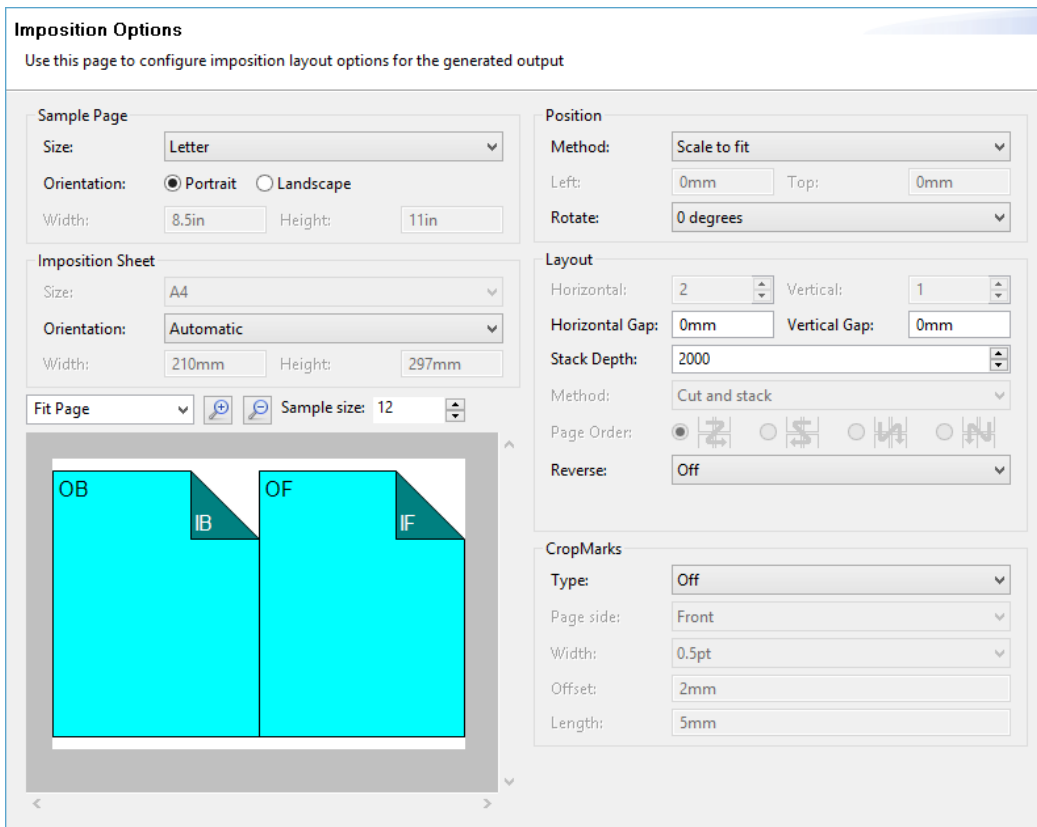 Imposition Options
Use this page to configure imposition layout options for the generated output
Sample Page
Size: Letter
Orientation: Portrait Landscape
Width: 8.5in Height: 11in
Imposition Sheet
Size: A4
Orientation: Automatic
Width: 210mm Height: 297mm
Fit Page Sample size: 12
OB OF
IB IF
Position
Method: Scale to fit
Left: 0mm Top: 0mm
Rotate: 0 degrees
Layout
Horizontal: 2 Vertical: 1
Horizontal Gap: 0mm Vertical Gap: 0mm
Stack Depth: 2000
Method: Cut and stack
Page Order:
Reverse: Off
CropMarks
Type: Off
Page side: Front
Width: 0.5pt
Offset: 2mm
Length: 5mm